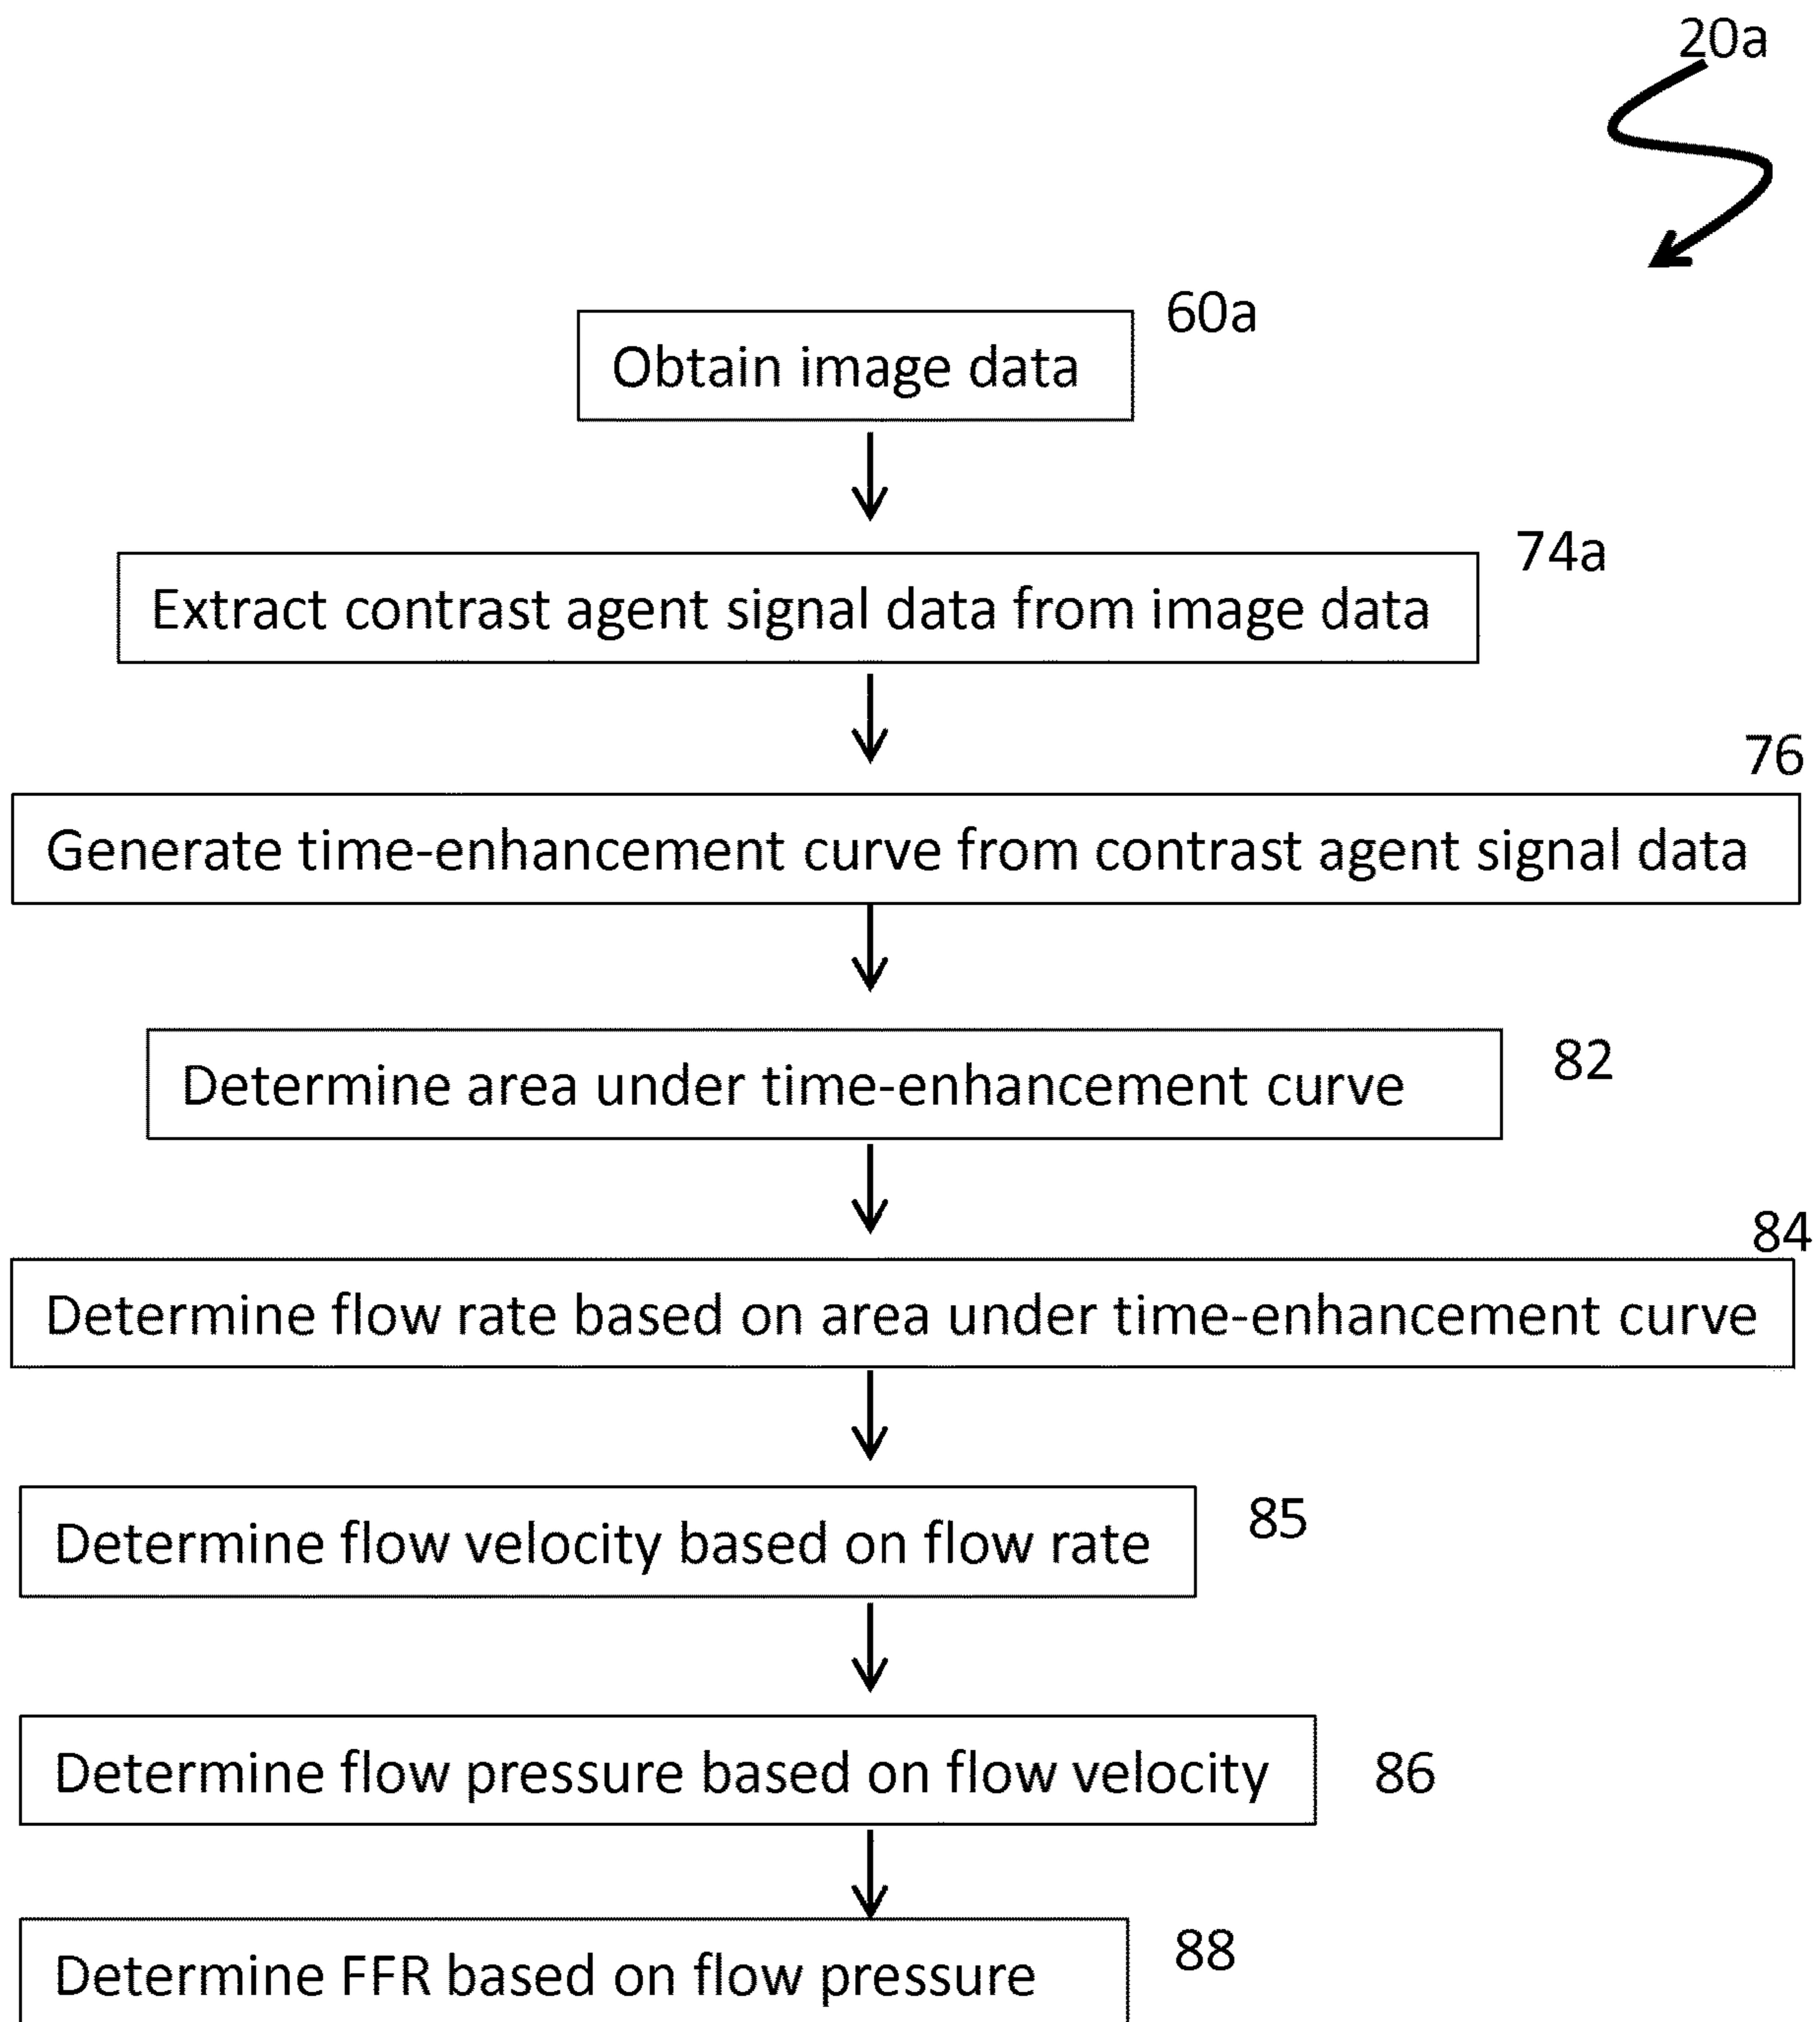 20a
60a
Obtain image data
74a
Extract contrast agent signal data from image data
76
Generate time-enhancement curve from contrast agent signal data
82
Determine area under time-enhancement curve
84
Determine flow rate based on area under time-enhancement curve
85
Determine flow velocity based on flow rate
Determine flow pressure based on flow velocity 86
88
Determine FFR based on flow pressure